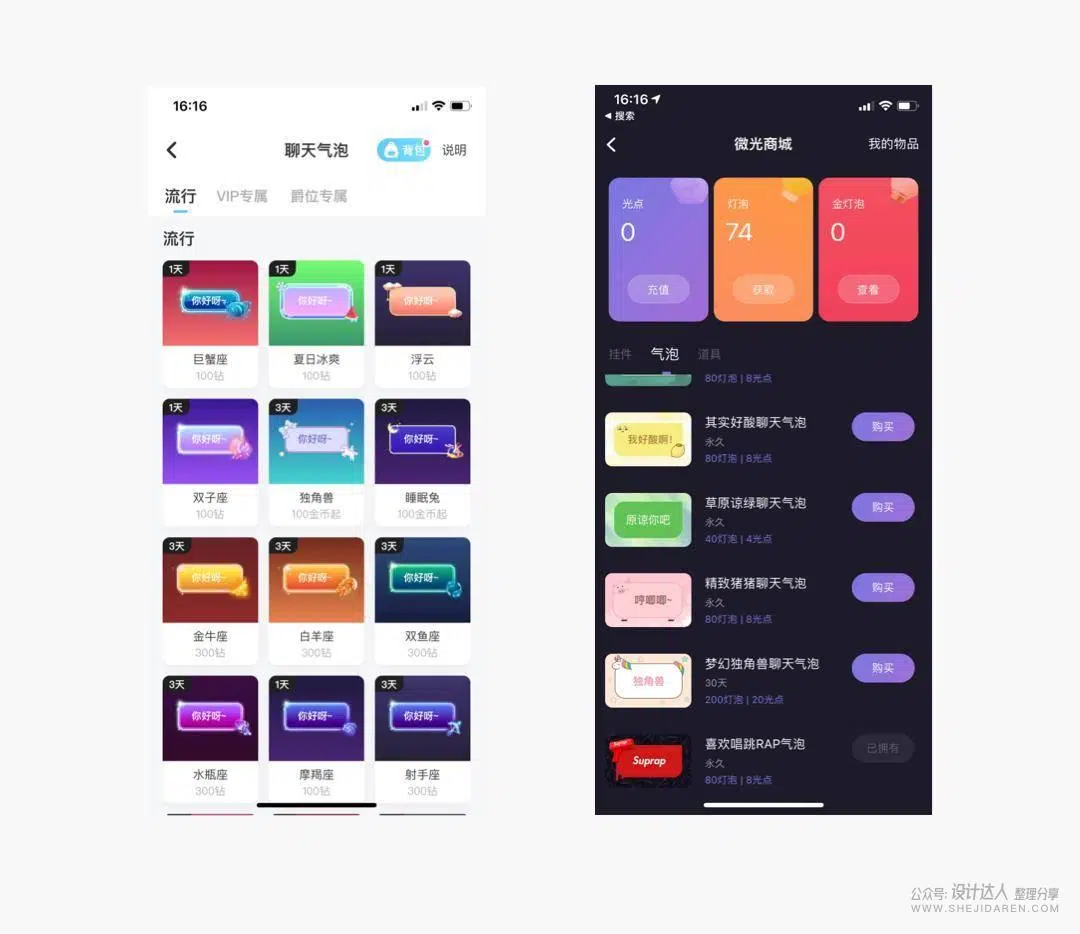 16:16
聊天气泡
背包
说明
流行 VIP专属 爵位专属
流行
1天 1天 1天
你好呀~ 你好呀~ 你好呀~
巨蟹座 夏日冰爽 浮云
100钻 100钻 100钻
1天 3天 3天
你好呀~ 你好呀~ 你好呀~
双子座 独角兽 睡眠兔
100钻 100金币起 100金币起
3天 3天 3天
你好呀~ 你好呀~ 你好呀~
金牛座 白羊座 双鱼座
300钻 300钻 300钻
3天 1天 3天
你好呀~ 你好呀~ 你好呀~
水瓶座 摩羯座 射手座
300钻 100钻 300钻
16:16
搜索
微光商城
我的物品
光点 灯泡 金灯泡
0 74 0
充值 获取 查看
挂件 气泡 道具
80灯泡 | 8光点
我好酸啊!
其实好酸聊天气泡
永久
80灯泡 | 8光点
购买
原谅你吧
草原谅绿聊天气泡
永久
40灯泡 | 4光点
购买
哼唧唧~
精致猪猪聊天气泡
永久
80灯泡 | 8光点
购买
独角兽
梦幻独角兽聊天气泡
30天
200灯泡 | 20光点
购买
Suprap
喜欢唱跳RAP气泡
永久
80灯泡 | 8光点
已拥有
公众号: 设计达人 整理分享
WWW.SHEJIDAREN.COM